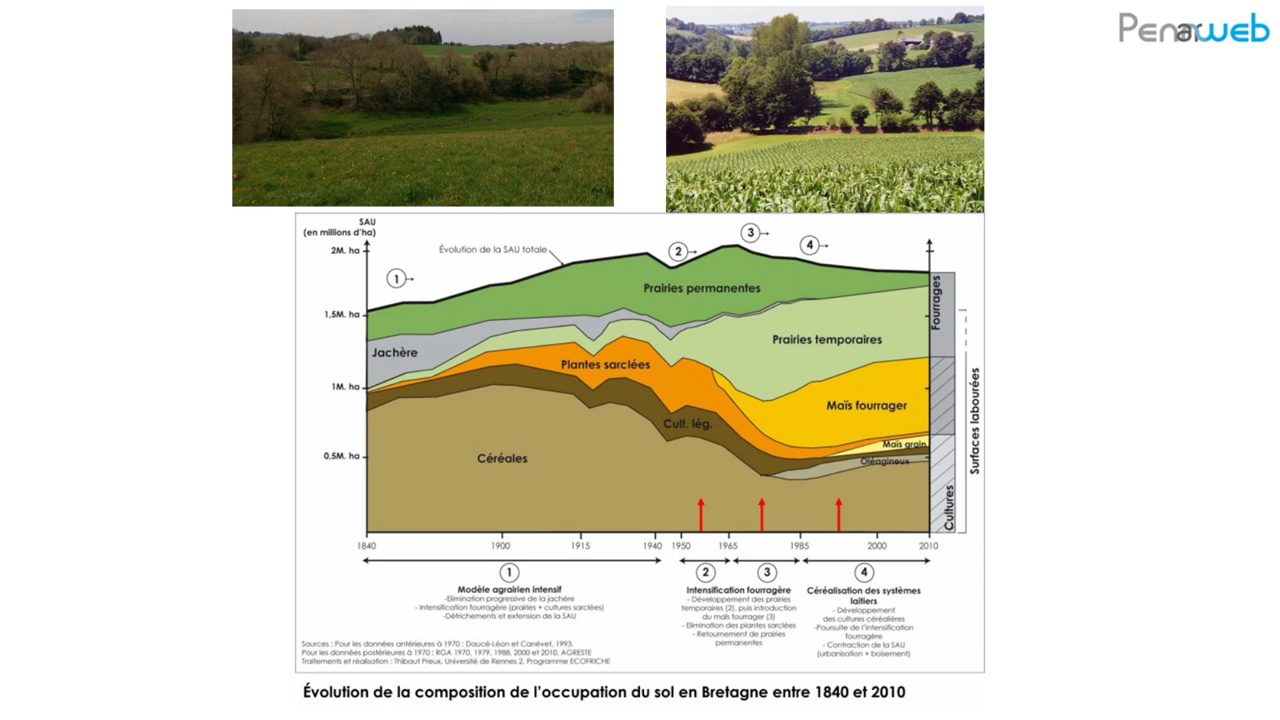 Penarweb
SAU
(en millions d'ha)
2M. ha
1,5M. ha
1M. ha
0,5M. ha
Évolution de la SAU totale
1
2
3
4
Prairies permanentes
Jachère
Prairies temporaires
Plantes sarclées
Maïs fourrager
Cult. lég.
Maïs grain
Céréales
Oléagineux
Fourrages
Cultures
Surfaces labourées
1840
1900
1915
1940
1950
1965
1985
2000
2010
1
Modèle agrairien intensif
-Elimination progressive de la jachère
- Intensification fourragère (prairies + cultures sarclées)
-Détrichements et extension de la SAU
2
3
Intensification fourragère
- Développement des prairies
temporaires (2), puis introduction
du maïs fourrager (3)
- Elimination des plantes sarclées
- Retournement de prairies
permanentes
4
Céréalisation des systèmes
laitiers
- Développement
des cultures céréalières
-Poursuite de l'intensification
fourragère
- Contraction de la SAU
(urbanisation + boisement)
Sources : Pour les données antérieures à 1970 : Daucé-Léon et Canévet, 1993.
Pour les données postérieures à 1970 : RGA 1970, 1979, 1988, 2000 et 2010, AGRESTE
Traitements et réalisation : Thibaut Preux, Université de Rennes 2, Programme ECOFRICHE
Évolution de la composition de l'occupation du sol en Bretagne entre 1840 et 2010